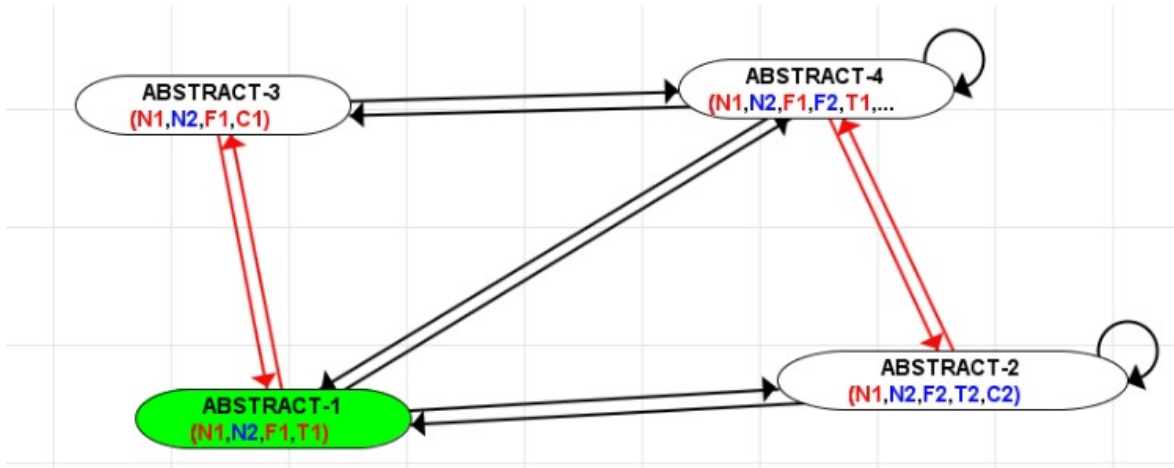 ABSTRACT-3
(N1,N2,F1,C1)
ABSTRACT-4
(N1,N2,F1,F2,T1,...
ABSTRACT-1
(N1,N2,F1,T1)
ABSTRACT-2
(N1,N2,F2,T2,C2)